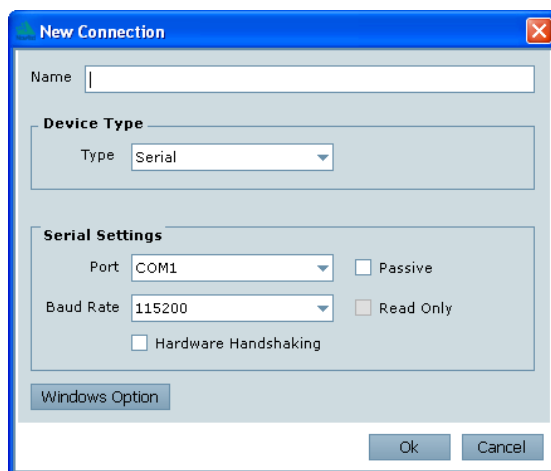 New Connection
Name
Device Type
Type Serial
Serial Settings
Port COM1 Passive
Baud Rate 115200 Read Only
Hardware Handshaking
Windows Option
Ok Cancel